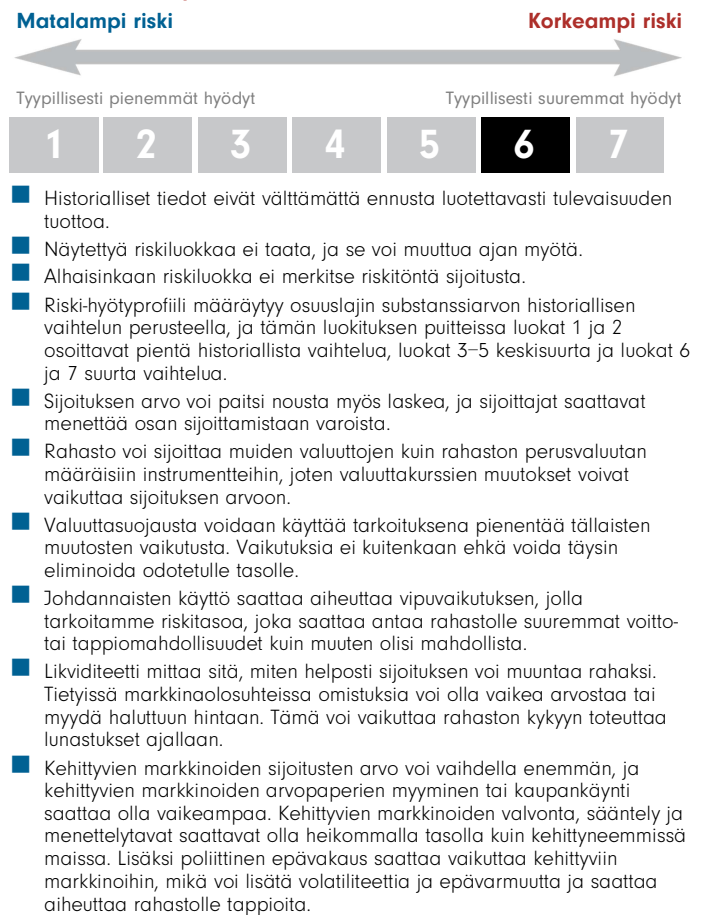 Matalampi riski
Korkeampi riski
Tyypillisesti pienemmät hyödyt
Tyypillisesti suuremmat hyödyt
1 2 3 4 5 6 7
Historialliset tiedot eivät välttämättä ennusta luotettavasti tulevaisuuden
tuottoa.
Näytettyä riskiluokkaa ei taata, ja se voi muuttua ajan myötä.
Alhaisinkaan riskiluokka ei merkitse riskitöntä sijoitusta.
Riski-hyötyprofiili määräytyy osuuslajin substanssiarvon historiallisen
vaihtelun perusteella, ja tämän luokituksen puitteissa luokat 1 ja 2
osoittavat pientä historiallista vaihtelua, luokat 3–5 keskisuurta ja luokat 6
ja 7 suurta vaihtelua.
Sijoituksen arvo voi paitsi nousta myös laskea, ja sijoittajat saattavat
menettää osan sijoittamistaan varoista.
Rahasto voi sijoittaa muiden valuuttojen kuin rahaston perusvaluutan
määräisiin instrumentteihin, joten valuuttakurssien muutokset voivat
vaikuttaa sijoituksen arvoon.
Valuuttasuojausta voidaan käyttää tarkoituksena pienentää tällaisten
muutosten vaikutusta. Vaikutuksia ei kuitenkaan ehkä voida täysin
eliminoida odotetulle tasolle.
Johdannaisten käyttö saattaa aiheuttaa vipuvaikutuksen, jolla
tarkoitamme riskitasoa, joka saattaa antaa rahastolle suuremmat voitto-
tai tappiomahdollisuudet kuin muuten olisi mahdollista.
Likviditeetti mittaa sitä, miten helposti sijoituksen voi muuntaa rahaksi.
Tietyissä markkinaolosuhteissa omistuksia voi olla vaikea arvostaa tai
myydä haluttuun hintaan. Tämä voi vaikuttaa rahaston kykyyn toteuttaa
lunastukset ajallaan.
Kehittyvien markkinoiden sijoitusten arvo voi vaihdella enemmän, ja
kehittyvien markkinoiden arvopaperien myyminen tai kaupankäynti
saattaa olla vaikeampaa. Kehittyvien markkinoiden valvonta, sääntely ja
menettelytavat saattavat olla heikommalla tasolla kuin kehittyneemmissä
maissa. Lisäksi poliittinen epävakaus saattaa vaikuttaa kehittyviin
markkinoihin, mikä voi lisätä volatiliteettia ja epävarmuutta ja saattaa
aiheuttaa rahastolle tappioita.